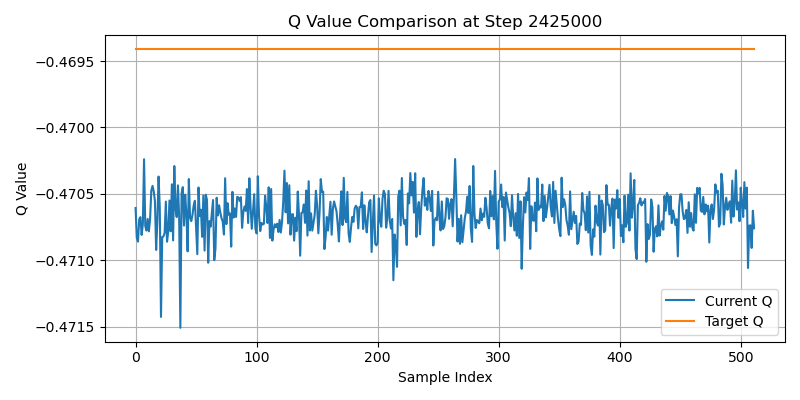 Q Value Comparison at Step 2425000
Q Value
−0.4695
−0.4700
−0.4705
−0.4710
−0.4715
0 100 200 300 400 500
Sample Index
Current Q
Target Q